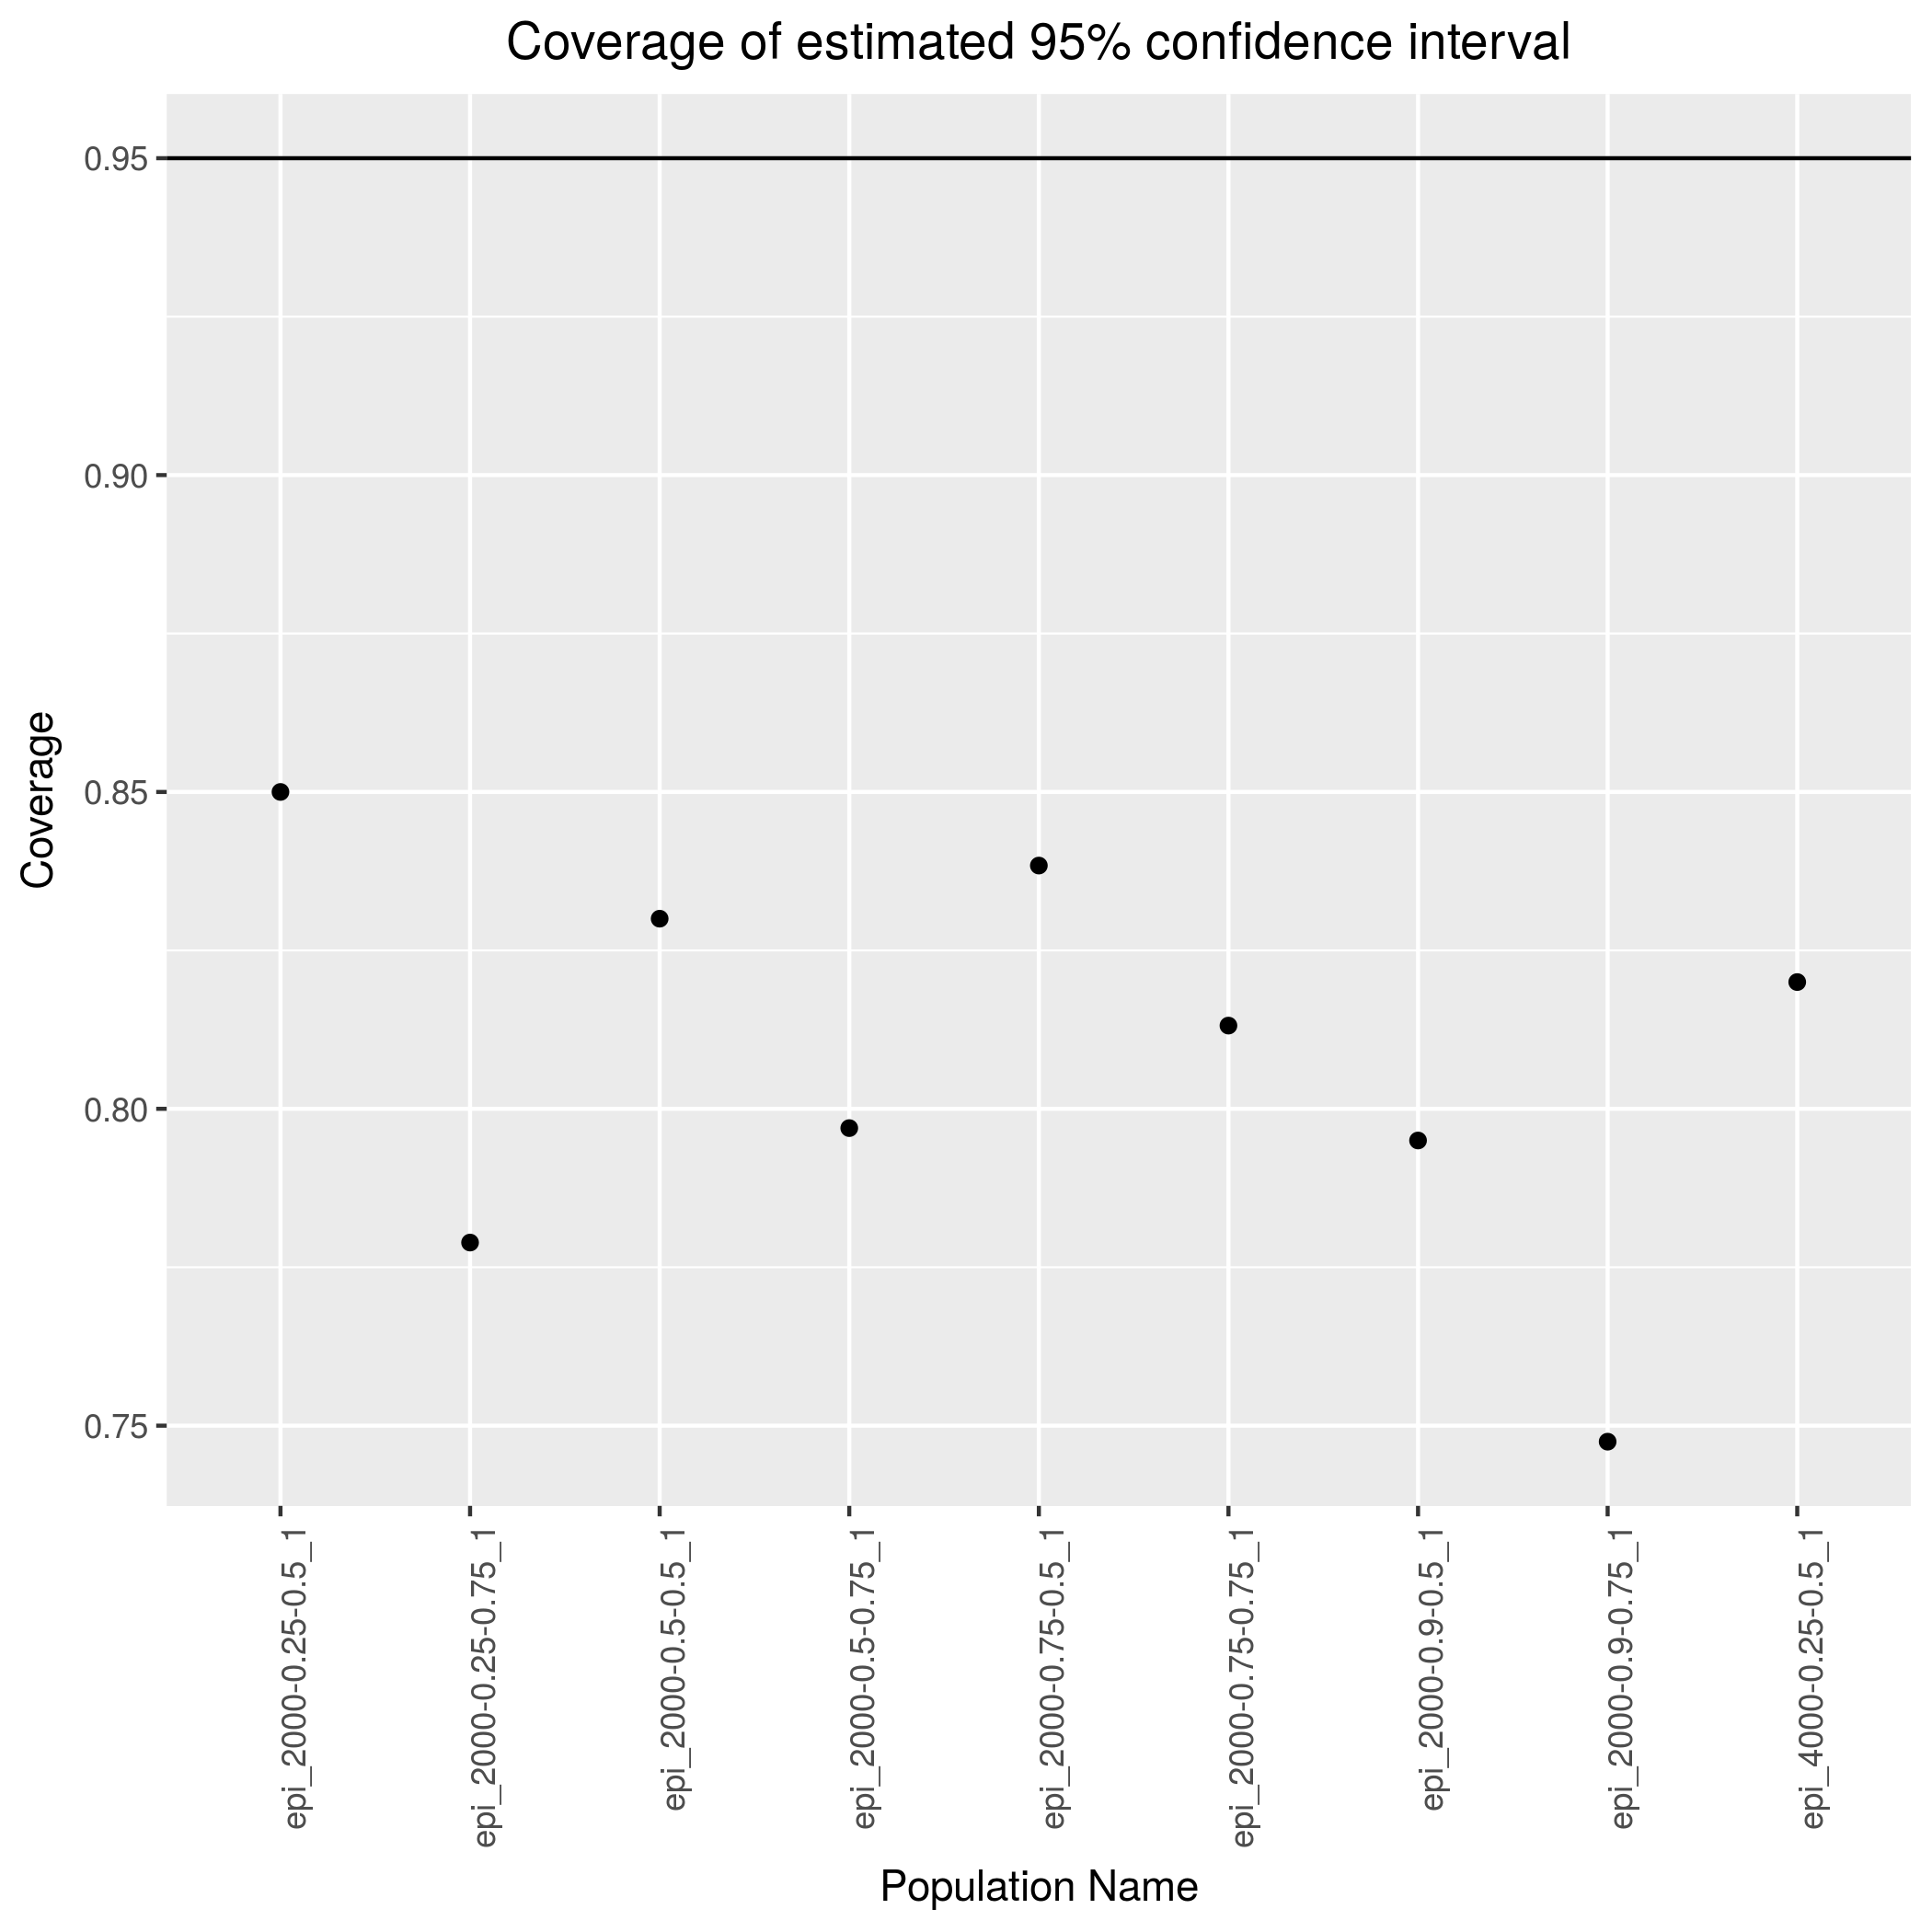 Coverage of estimated 95% confidence interval
0.95
0.90
0.85
0.80
0.75
Coverage
epi_2000-0.25-0.5_1
epi_2000-0.25-0.75_1
epi_2000-0.5-0.5_1
epi_2000-0.5-0.75_1
epi_2000-0.75-0.5_1
epi_2000-0.75-0.75_1
epi_2000-0.9-0.5_1
epi_2000-0.9-0.75_1
epi_4000-0.25-0.5_1
Population Name